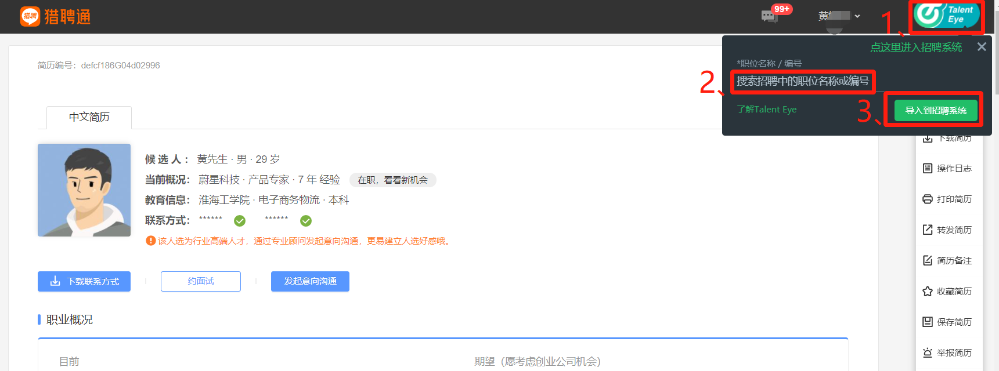 猎聘 猎聘通
99+
黄
1、
Talent
Eye
点这里进入招聘系统
*职位名称 / 编号
2、
搜索招聘中的职位名称或编号
了解Talent Eye
3、
导入到招聘系统
简历编号：defcf186G04d02996
中文简历
候 选 人： 黄先生 · 男 · 29 岁
当前概况： 蔚星科技 · 产品专家 · 7 年 经验 在职，看看新机会
教育信息： 淮海工学院 · 电子商务物流 · 本科
联系方式： ****** ******
该人选为行业高端人才，通过专业顾问发起意向沟通，更易建立人选好感哦。
下载联系方式 约面试 发起意向沟通
职业概况
目前 期望（愿考虑创业公司机会）
下载简历
操作日志
打印简历
转发简历
简历备注
收藏简历
保存简历
举报简历